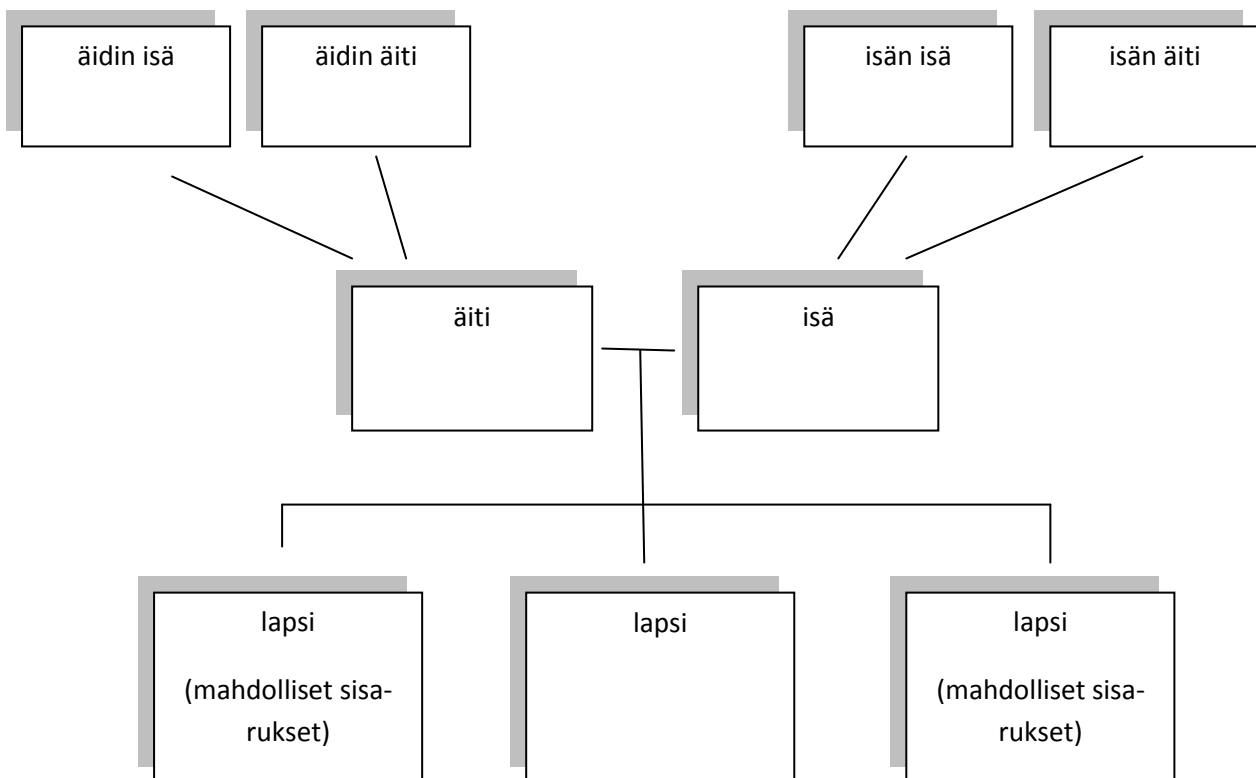 äidin isä
äidin äiti
isän isä
isän äiti
äiti
isä
lapsi
(mahdolliset sisa-
rukset)
lapsi
lapsi
(mahdolliset sisa-
rukset)